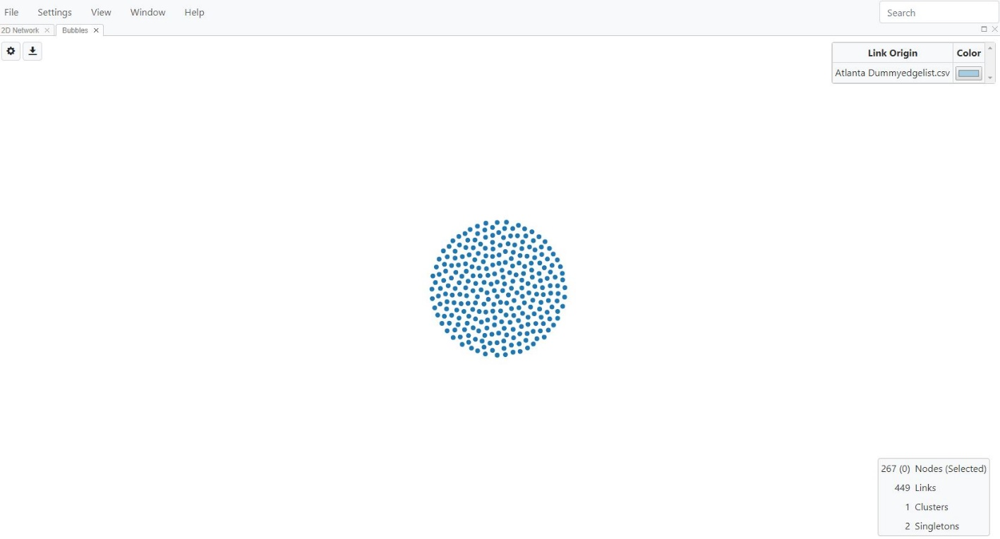 File Settings View Window Help Search
2D Network Bubbles
Link Origin Color
Atlanta Dummyedgelist.csv
267 (0) Nodes (Selected)
449 Links
1 Clusters
2 Singletons